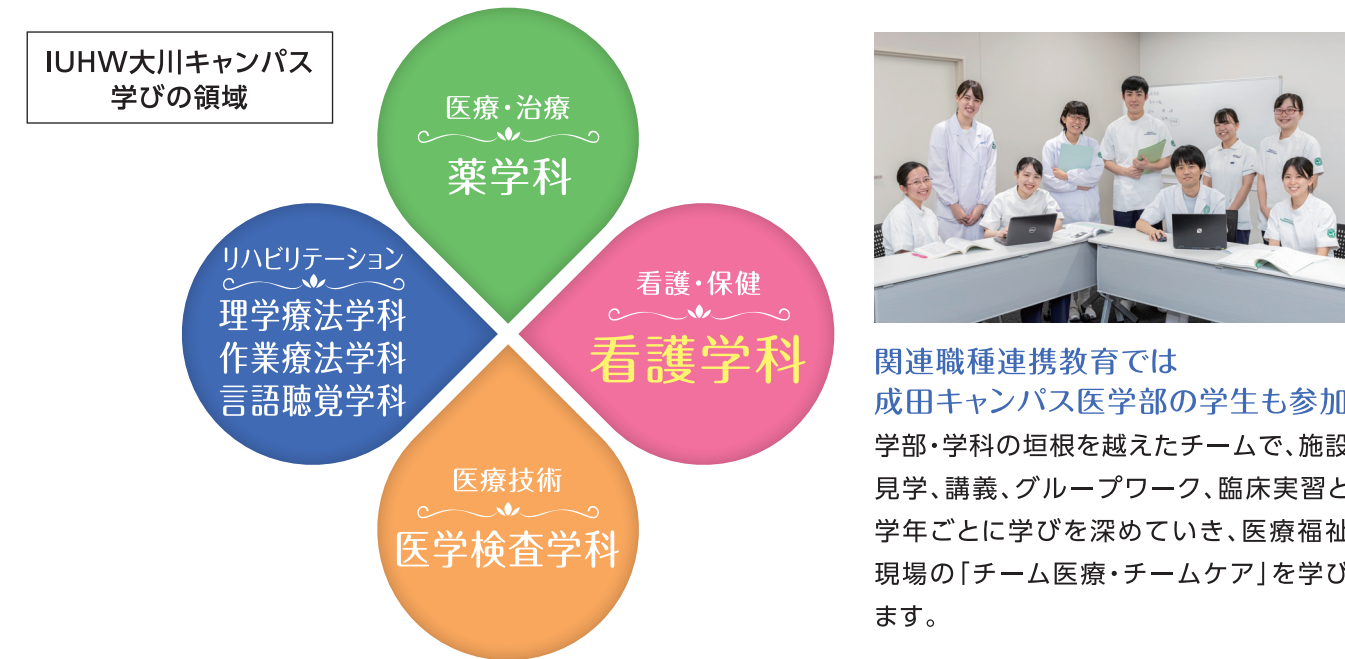 IUHW大川キャンパス
学びの領域
医療・治療
薬学科
リハビリテーション
理学療法学科
作業療法学科
言語聴覚学科
看護・保健
看護学科
医療技術
医学検査学科
関連職種連携教育では
成田キャンパス医学部の学生も参加
学部・学科の垣根を越えたチームで、施設
見学、講義、グループワーク、臨床実習と
学年ごとに学びを深めていき、医療福祉
現場の「チーム医療・チームケア」を学び
ます。